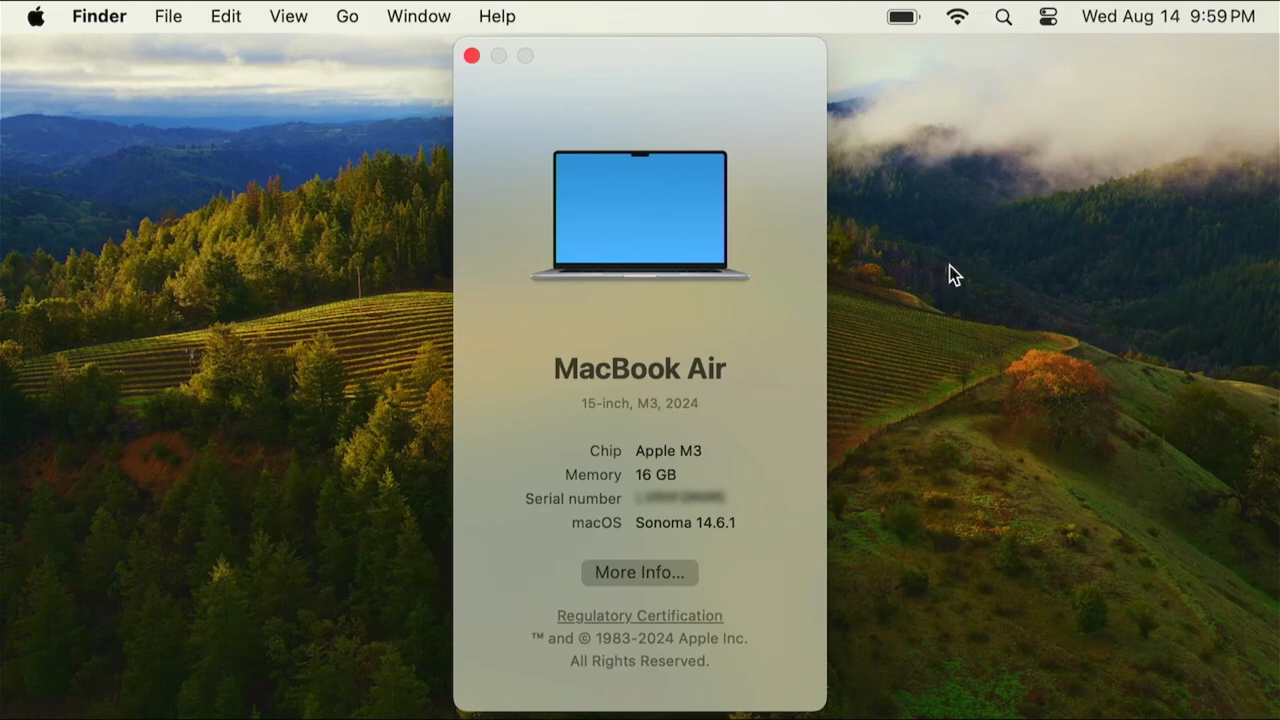 Finder File Edit View Go Window Help Wed Aug 14 9:59 PM
MacBook Air
15-inch, M3, 2024
Chip Apple M3
Memory 16 GB
Serial number
macOS Sonoma 14.6.1
More Info...
Regulatory Certification
™ and © 1983-2024 Apple Inc.
All Rights Reserved.